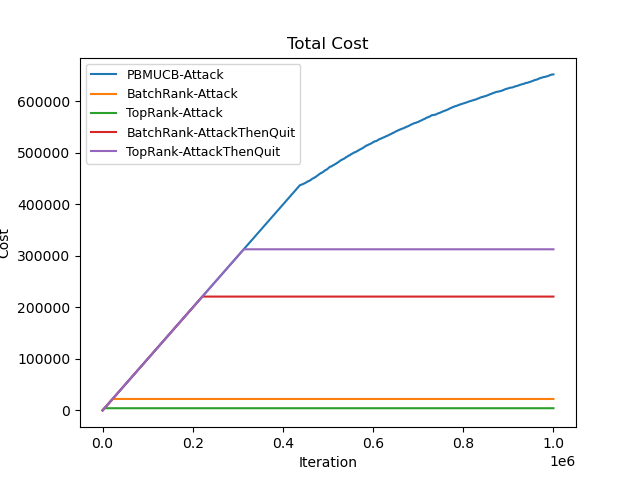 Total Cost
PBMUCB-Attack
BatchRank-Attack
TopRank-Attack
BatchRank-AttackThenQuit
TopRank-AttackThenQuit
600000
500000
400000
300000
200000
100000
0
Cost
0.0 0.2 0.4 0.6 0.8 1.0
Iteration
1e6